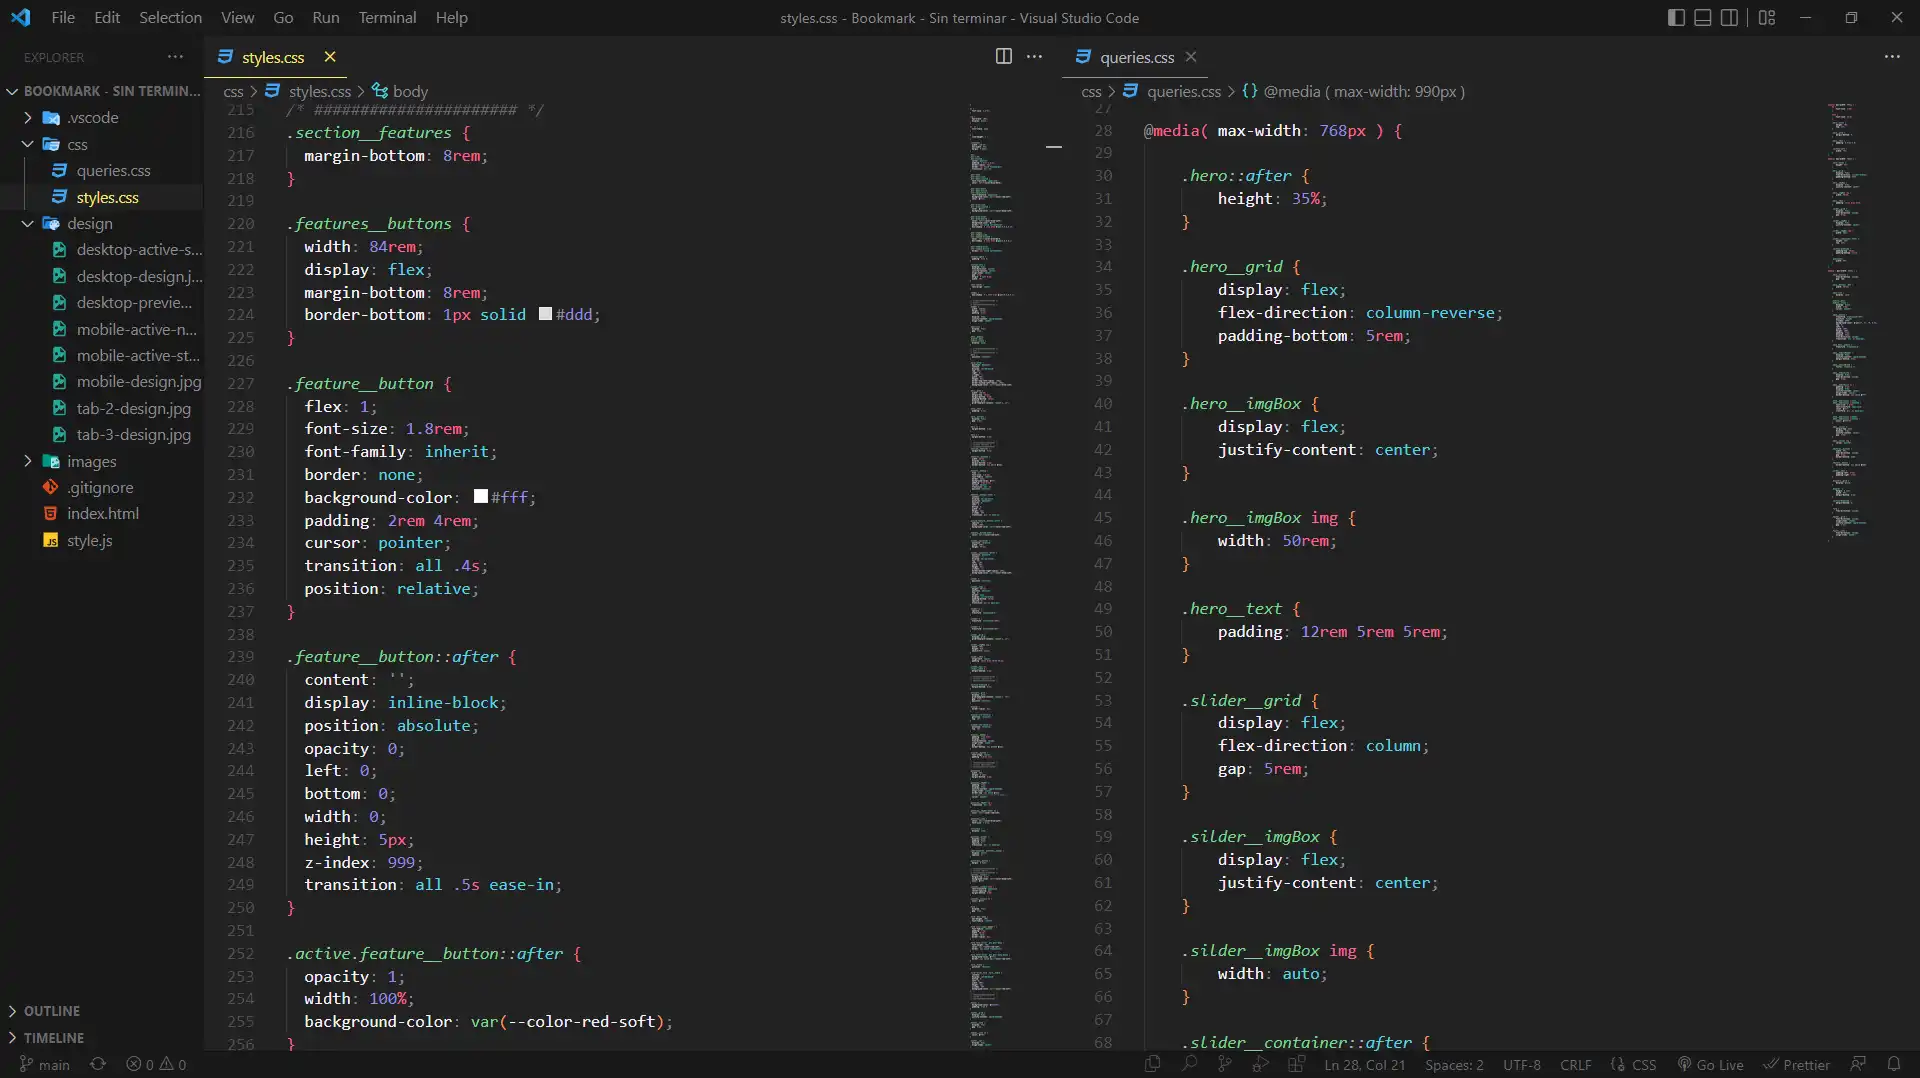 File Edit Selection View Go Run Terminal Help
styles.css - Bookmark - Sin terminar - Visual Studio Code
EXPLORER
BOOKMARK - SIN TERMIN...
.vscode
css
queries.css
styles.css
design
desktop-active-s...
desktop-design.j...
desktop-previe...
mobile-active-n...
mobile-active-st...
mobile-design.jpg
tab-2-design.jpg
tab-3-design.jpg
images
.gitignore
index.html
style.js
OUTLINE
TIMELINE
styles.css
css > styles.css > body
215 /* ###################### */
216 .section__features {
217 margin-bottom: 8rem;
218 }
219
220 .features__buttons {
221 width: 84rem;
222 display: flex;
223 margin-bottom: 8rem;
224 border-bottom: 1px solid #ddd;
225 }
226
227 .feature__button {
228 flex: 1;
229 font-size: 1.8rem;
230 font-family: inherit;
231 border: none;
232 background-color: #fff;
233 padding: 2rem 4rem;
234 cursor: pointer;
235 transition: all .4s;
236 position: relative;
237 }
238
239 .feature__button::after {
240 content: '';
241 display: inline-block;
242 position: absolute;
243 opacity: 0;
244 left: 0;
245 bottom: 0;
246 width: 0;
247 height: 5px;
248 z-index: 999;
249 transition: all .5s ease-in;
250 }
251
252 .active.feature__button::after {
253 opacity: 1;
254 width: 100%;
255 background-color: var(--color-red-soft);
256 }
queries.css
css > queries.css > {} @media ( max-width: 990px )
27
28 @media( max-width: 768px ) {
29
30 .hero::after {
31 height: 35%;
32 }
33
34 .hero__grid {
35 display: flex;
36 flex-direction: column-reverse;
37 padding-bottom: 5rem;
38 }
39
40 .hero__imgBox {
41 display: flex;
42 justify-content: center;
43 }
44
45 .hero__imgBox img {
46 width: 50rem;
47 }
48
49 .hero__text {
50 padding: 12rem 5rem 5rem;
51 }
52
53 .slider__grid {
54 display: flex;
55 flex-direction: column;
56 gap: 5rem;
57 }
58
59 .silder__imgBox {
60 display: flex;
61 justify-content: center;
62 }
63
64 .silder__imgBox img {
65 width: auto;
66 }
67
68 .slider__container::after {
main 0 0 Ln 28, Col 21 Spaces: 2 UTF-8 CRLF {} CSS Go Live Prettier